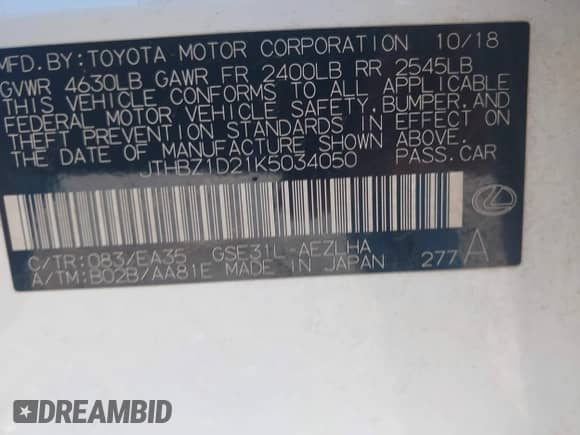 MFD. BY: TOYOTA MOTOR CORPORATION 10/18
GVWR 4630LB GAWR FR 2400LB RR 2545LB
THIS VEHICLE CONFORMS TO ALL APPLICABLE
FEDERAL MOTOR VEHICLE SAFETY, BUMPER, AND
THEFT PREVENTION STANDARDS IN EFFECT
ON THE DATE OF MANUFACTURE SHOWN ABOVE.
JTHBZ1D21K5034050 PASS. CAR
C/TR: 083/EA35 GSE31L-AEZLHA
A/TM: B02B/AA81E MADE IN JAPAN 277 A
DREAMBID